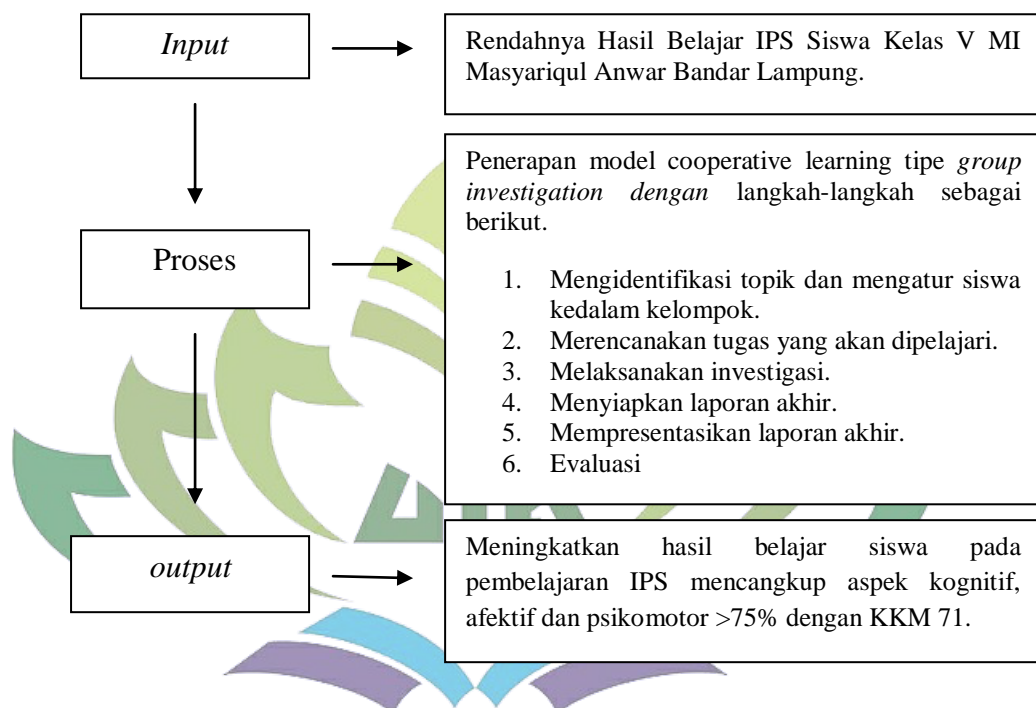 Input
Rendahnya Hasil Belajar IPS Siswa Kelas V MI
Masyariqul Anwar Bandar Lampung.
Proses
Penerapan model cooperative learning tipe group
investigation dengan langkah-langkah sebagai
berikut.
1. Mengidentifikasi topik dan mengatur siswa
kedalam kelompok.
2. Merencanakan tugas yang akan dipelajari.
3. Melaksanakan investigasi.
4. Menyiapkan laporan akhir.
5. Mempresentasikan laporan akhir.
6. Evaluasi
output
Meningkatkan hasil belajar siswa pada
pembelajaran IPS mencangkup aspek kognitif,
afektif dan psikomotor >75% dengan KKM 71.